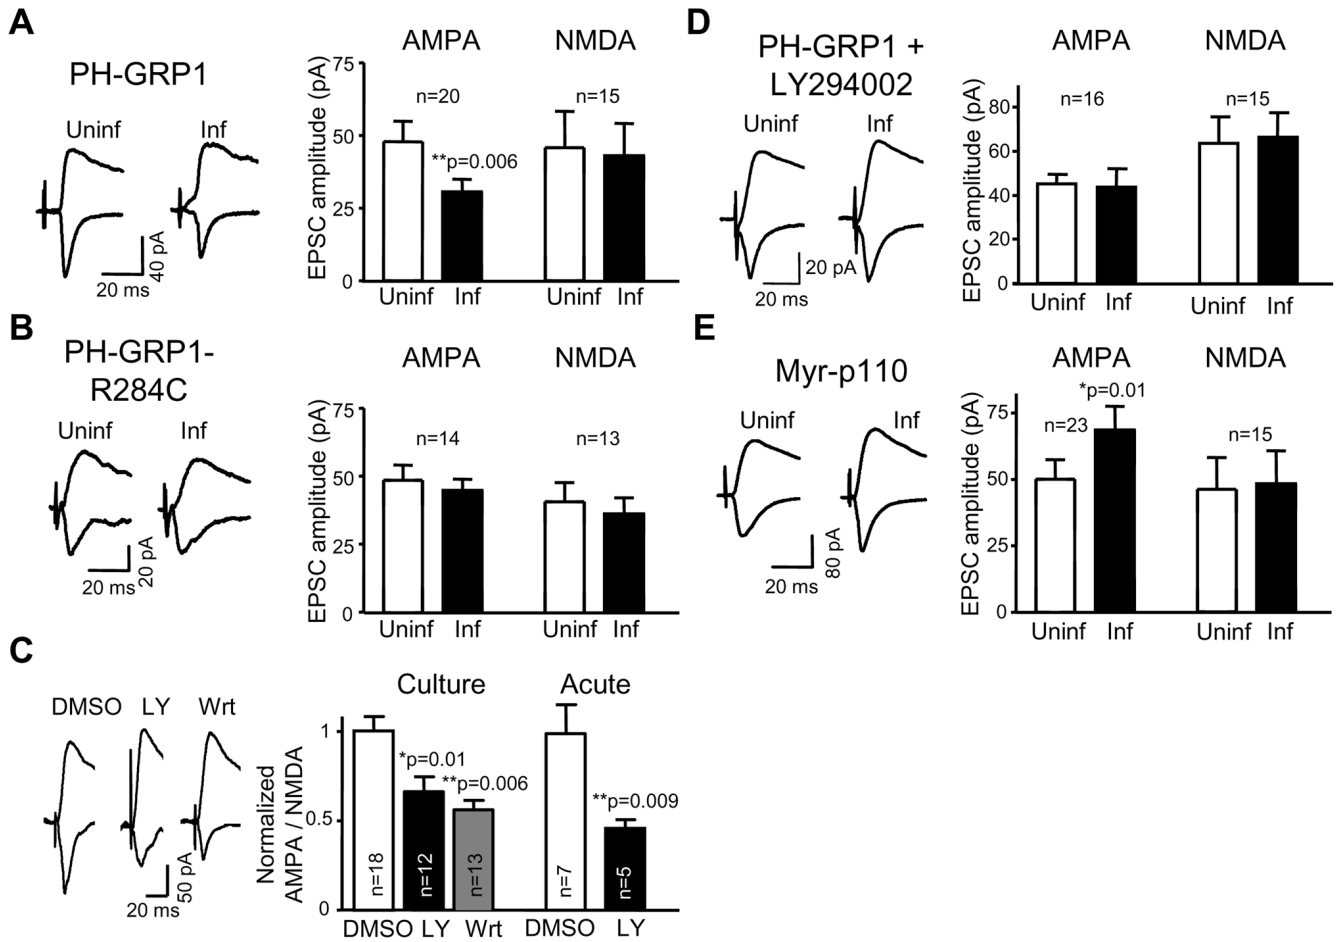 A
PH-GRP1
Uninf
Inf
40 pA
20 ms
AMPA
NMDA
EPSC amplitude (pA)
75
50
25
0
n=20
n=15
**p=0.006
Uninf
Inf
Uninf
Inf
B
PH-GRP1-
R284C
Uninf
Inf
20 pA
20 ms
AMPA
NMDA
EPSC amplitude (pA)
75
50
25
0
n=14
n=13
Uninf
Inf
Uninf
Inf
C
DMSO
LY
Wrt
50 pA
20 ms
Culture
Acute
Normalized
AMPA / NMDA
1
0.5
0
*p=0.01
**p=0.006
**p=0.009
n=18
n=12
n=13
n=7
n=5
DMSO
LY
Wrt
DMSO
LY
D
PH-GRP1 +
LY294002
Uninf
Inf
20 pA
20 ms
AMPA
NMDA
EPSC amplitude (pA)
80
60
40
20
0
n=16
n=15
Uninf
Inf
Uninf
Inf
E
Myr-p110
Uninf
Inf
80 pA
20 ms
AMPA
NMDA
EPSC amplitude (pA)
75
50
25
0
*p=0.01
n=23
n=15
Uninf
Inf
Uninf
Inf